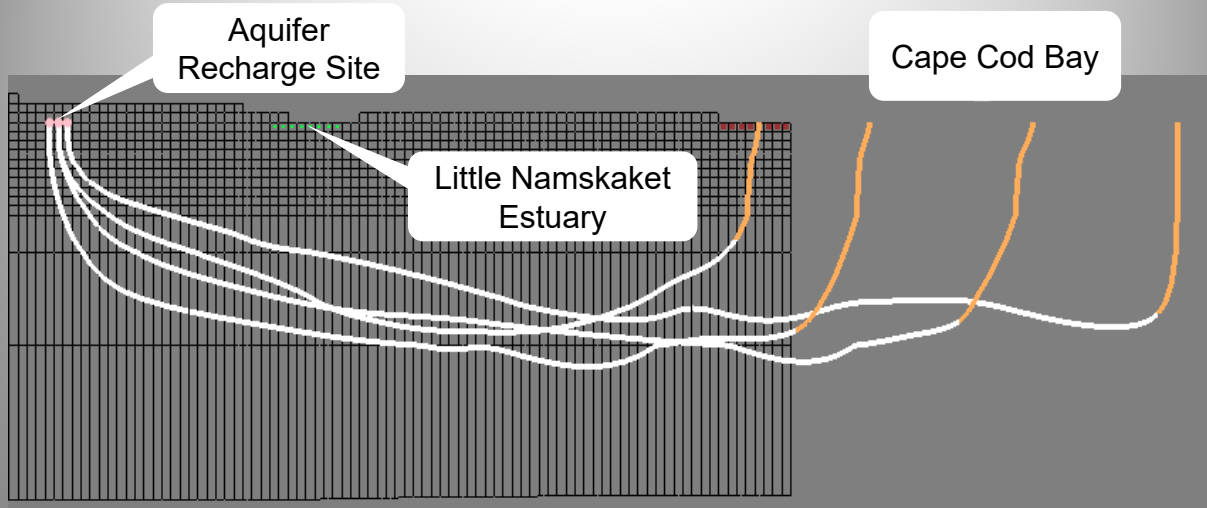 Aquifer
Recharge Site
Cape Cod Bay
Little Namskaket
Estuary